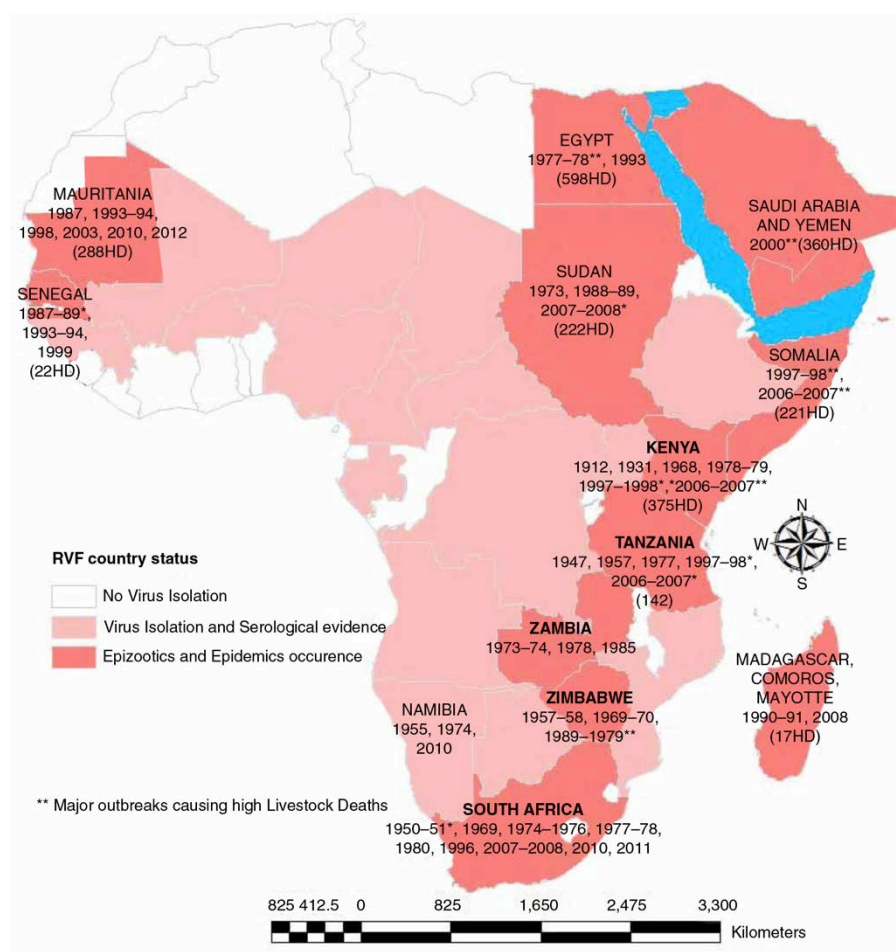 EGYPT
1977–78**, 1993
(598HD)
MAURITANIA
1987, 1993–94,
1998, 2003, 2010, 2012
(288HD)
SAUDI ARABIA
AND YEMEN
2000**(360HD)
SUDAN
1973, 1988–89,
2007–2008*
(222HD)
SENEGAL
1987–89*,
1993–94,
1999
(22HD)
SOMALIA
1997–98**,
2006–2007**
(221HD)
KENYA
1912, 1931, 1968, 1978–79,
1997–1998*,*2006–2007**
(375HD)
N
W E
S
TANZANIA
1947, 1957, 1977, 1997–98*,
2006–2007*
(142)
RVF country status
No Virus Isolation
Virus Isolation and Serological evidence
Epizootics and Epidemics occurence
ZAMBIA
1973–74, 1978, 1985
MADAGASCAR,
COMOROS,
MAYOTTE
1990–91, 2008
(17HD)
ZIMBABWE
1957–58, 1969–70,
1989–1979**
NAMIBIA
1955, 1974,
2010
** Major outbreaks causing high Livestock Deaths
SOUTH AFRICA
1950–51*, 1969, 1974–1976, 1977–78,
1980, 1996, 2007–2008, 2010, 2011
825 412.5 0 825 1,650 2,475 3,300
Kilometers